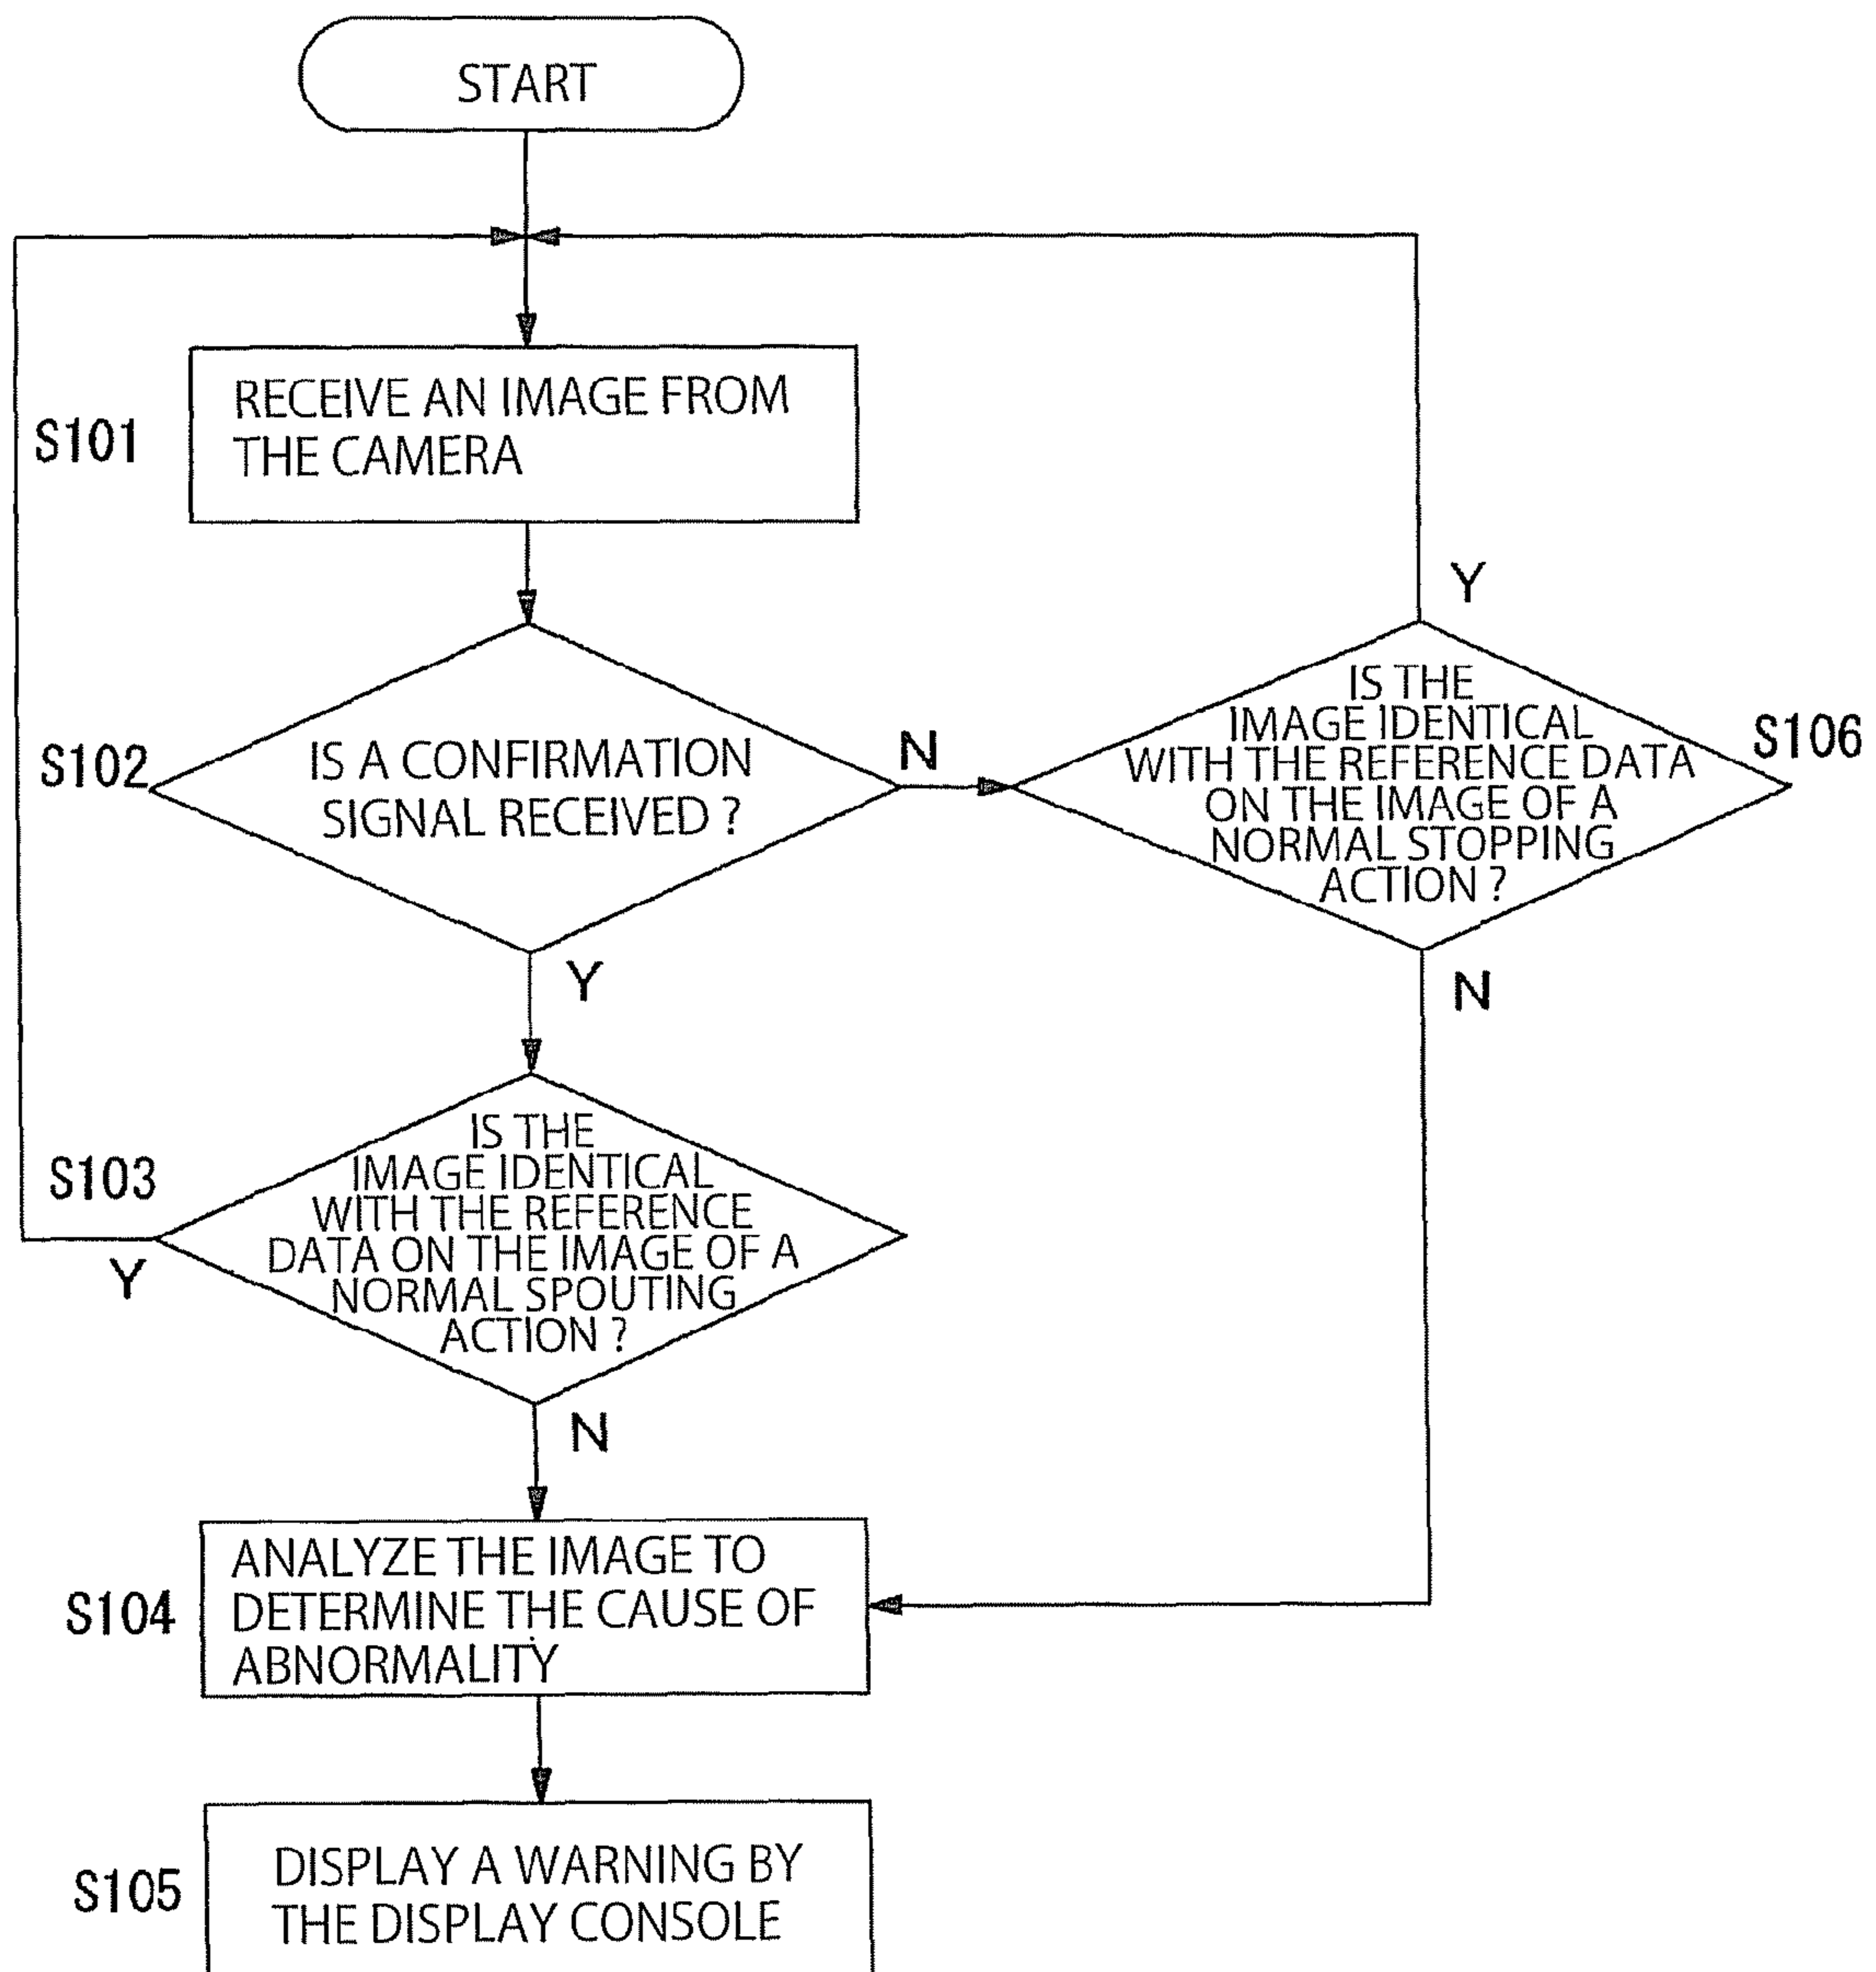 START
S101
RECEIVE AN IMAGE FROM
THE CAMERA
S102
IS A CONFIRMATION
SIGNAL RECEIVED ?
N
Y
Y
IS THE
IMAGE IDENTICAL
WITH THE REFERENCE DATA
ON THE IMAGE OF A
NORMAL STOPPING
ACTION ?
S106
N
S103
IS THE
IMAGE IDENTICAL
WITH THE REFERENCE
DATA ON THE IMAGE OF A
NORMAL SPOUTING
ACTION ?
Y
N
S104
ANALYZE THE IMAGE TO
DETERMINE THE CAUSE OF
ABNORMALITY
S105
DISPLAY A WARNING BY
THE DISPLAY CONSOLE